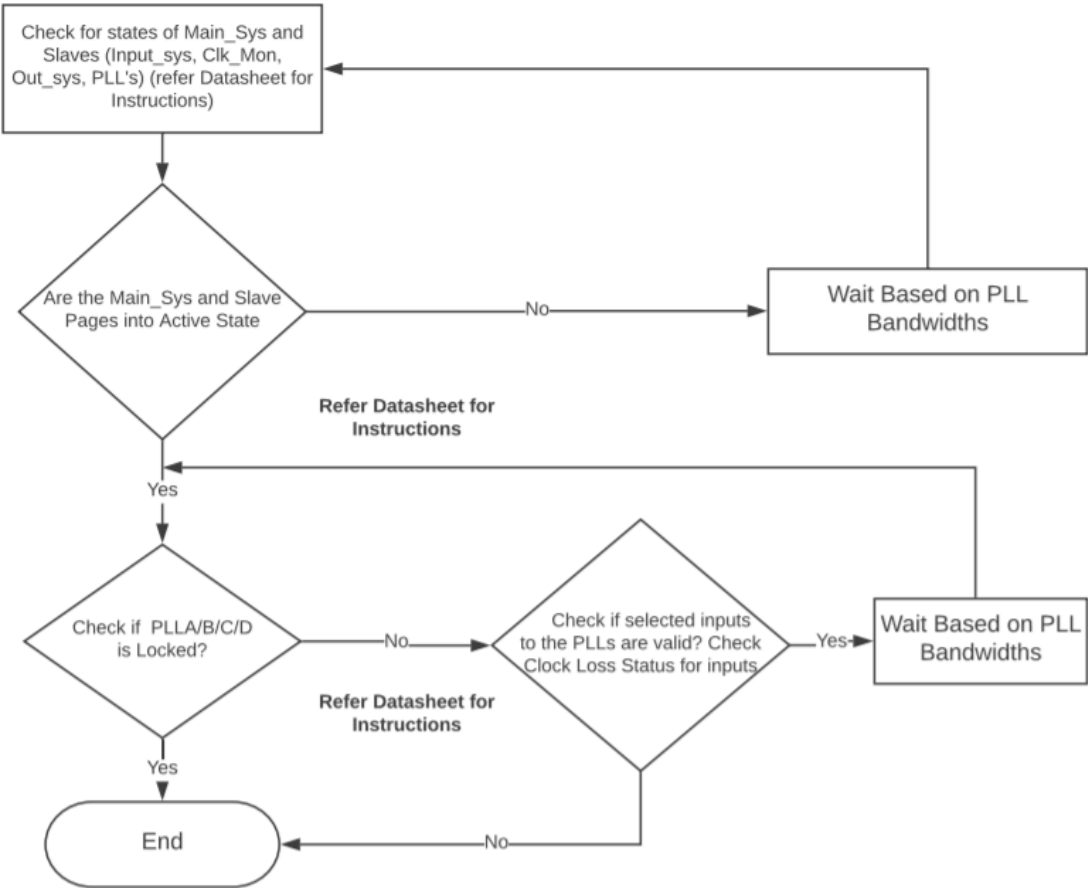 Check for states of Main_Sys and
Slaves (Input_sys, Clk_Mon,
Out_sys, PLL's) (refer Datasheet for
Instructions)
Are the Main_Sys and Slave
Pages into Active State
No
Wait Based on PLL
Bandwidths
Refer Datasheet for
Instructions
Yes
Check if PLLA/B/C/D
is Locked?
No
Check if selected inputs
to the PLLs are valid? Check
Clock Loss Status for inputs
Yes
Wait Based on PLL
Bandwidths
Refer Datasheet for
Instructions
Yes
End
No